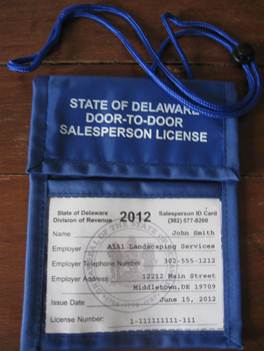 STATE OF DELAWARE
DOOR-TO-DOOR
SALESPERSON LICENSE
State of Delaware 2012 Salesperson ID Card
Division of Revenue (302) 577-8200
Name John Smith
Employer A1A1 Landscaping Services
Employer Telephone Number 302-555-1212
Employer Address 12212 Main Street
Middletown, DE 19709
Issue Date June 15, 2012
License Number: 1-111111111-111